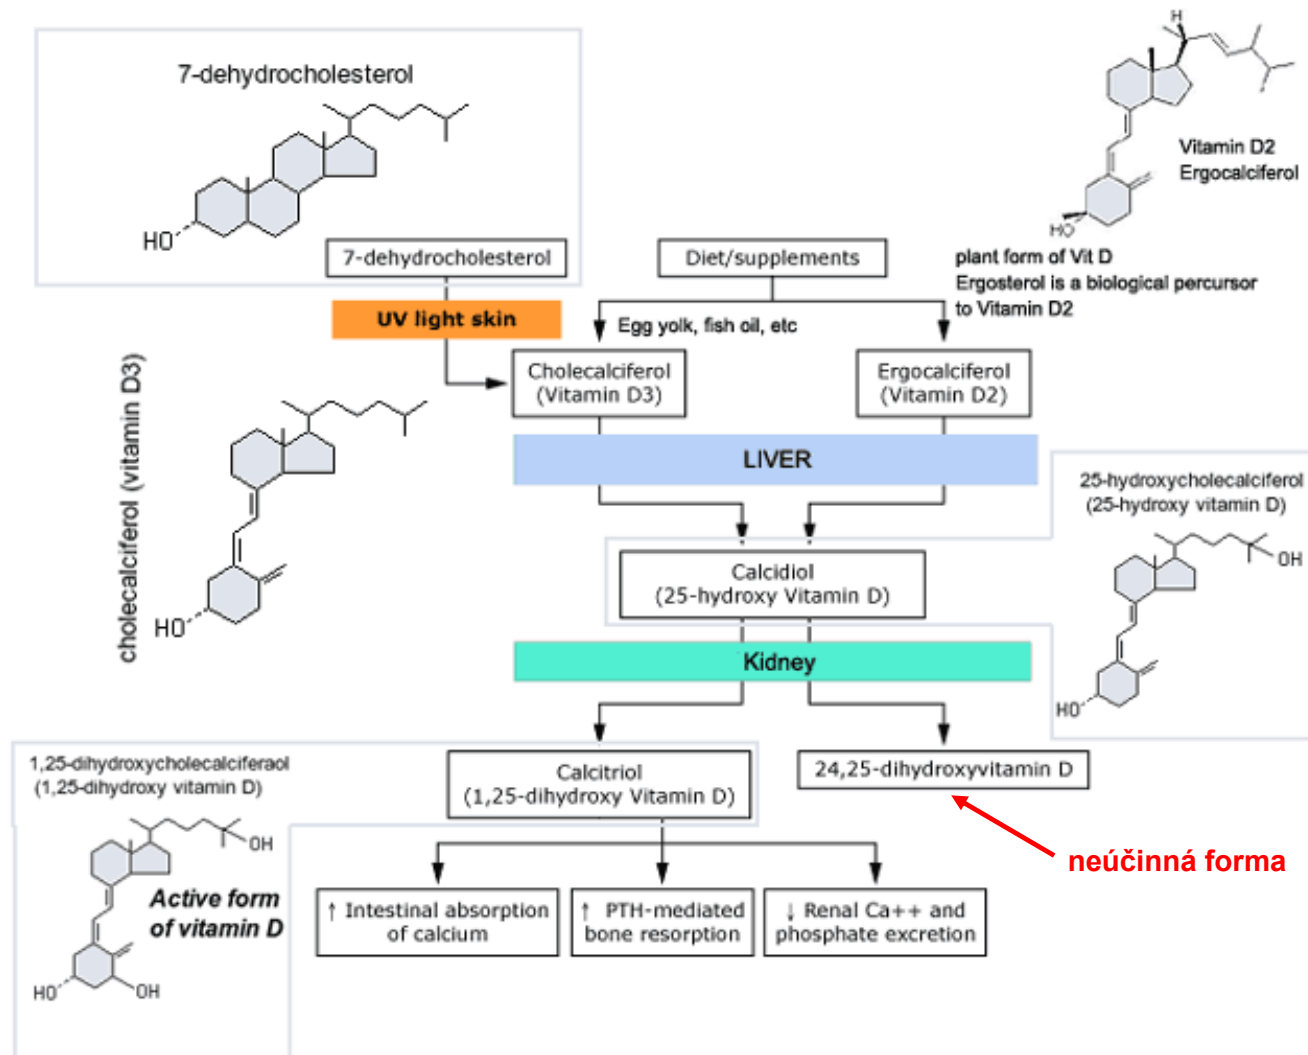 7-dehydrocholesterol
HO
7-dehydrocholesterol
UV light skin
Diet/supplements
Egg yolk, fish oil, etc
H
HO
Vitamin D2
Ergocalciferol
plant form of Vit D
Ergosterol is a biological percursor
to Vitamin D2
cholecalciferol (vitamin D3)
HO
Cholecalciferol
(Vitamin D3)
Ergocalciferol
(Vitamin D2)
LIVER
25-hydroxycholecalciferol
(25-hydroxy vitamin D)
OH
HO
Calcidiol
(25-hydroxy Vitamin D)
Kidney
1,25-dihydroxycholecalciferaol
(1,25-dihydroxy vitamin D)
OH
Active form
of vitamin D
HO
OH
Calcitriol
(1,25-dihydroxy Vitamin D)
24,25-dihydroxyvitamin D
neúčinná forma
↑ Intestinal absorption
of calcium
↑ PTH-mediated
bone resorption
↓ Renal Ca++ and
phosphate excretion